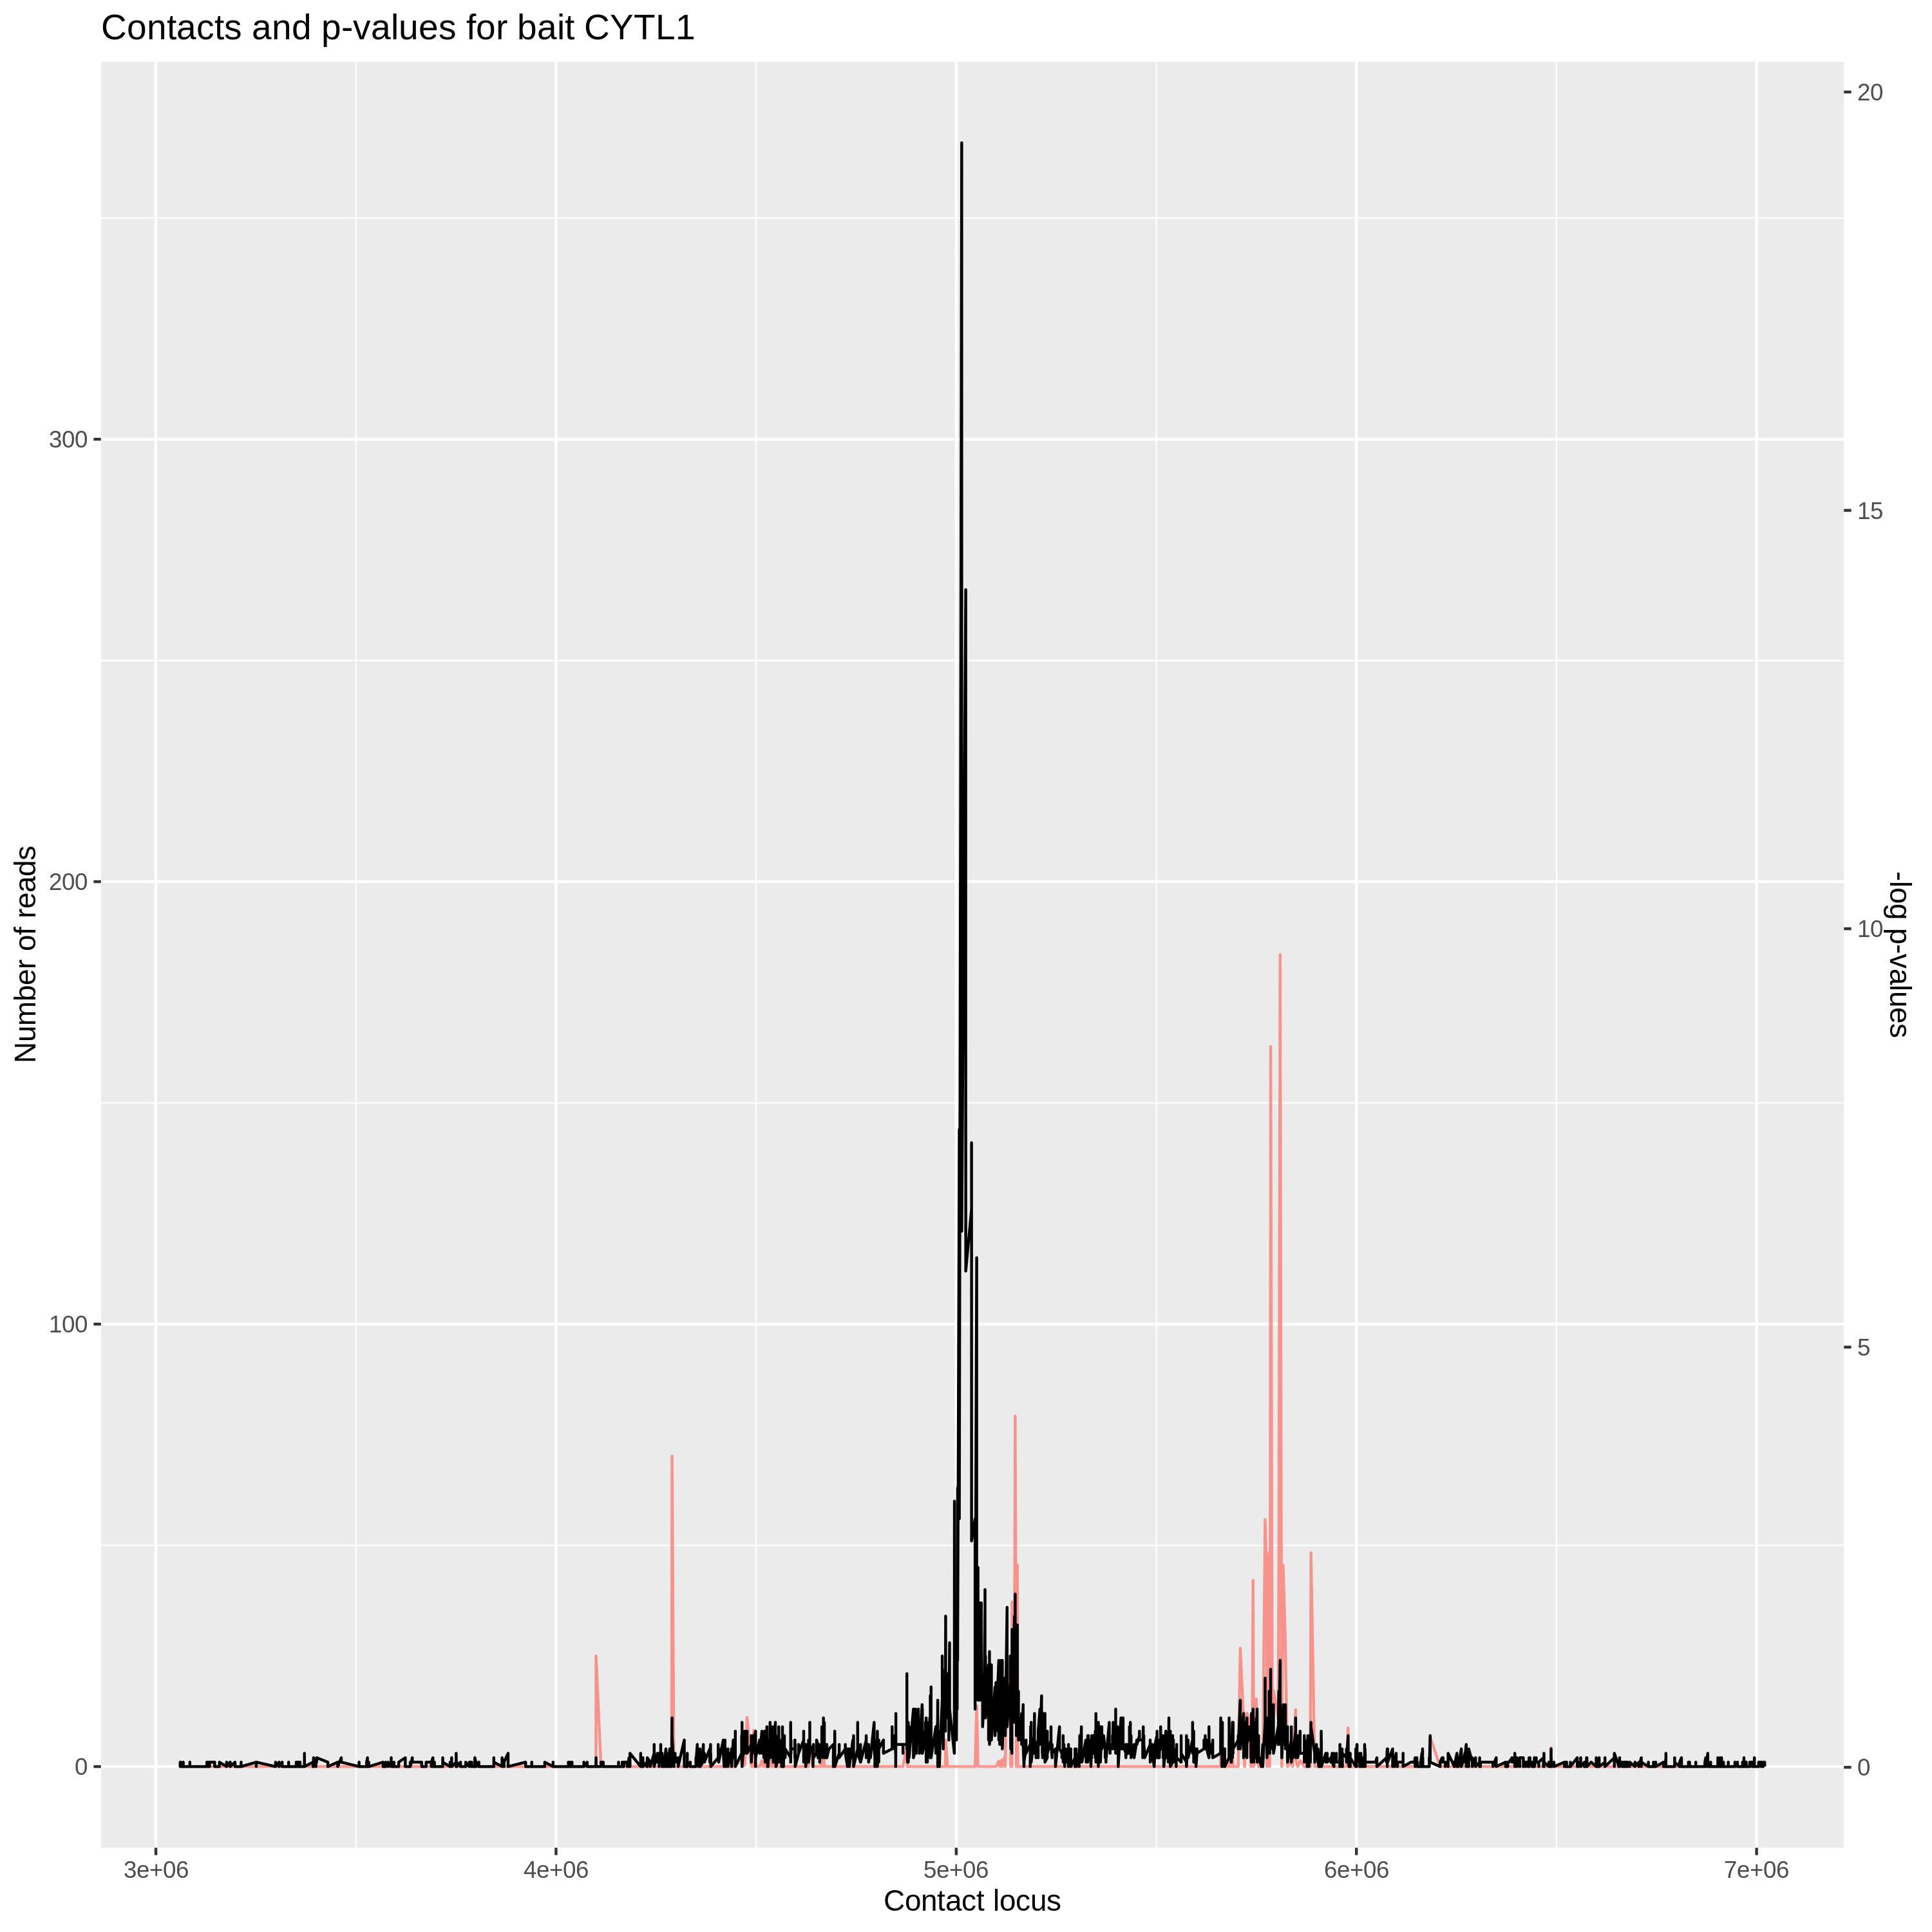 Contacts and p-values for bait CYTL1
Number of reads
300
200
100
0
20
15
10
5
0
-log p-values
3e+06
4e+06
5e+06
6e+06
7e+06
Contact locus